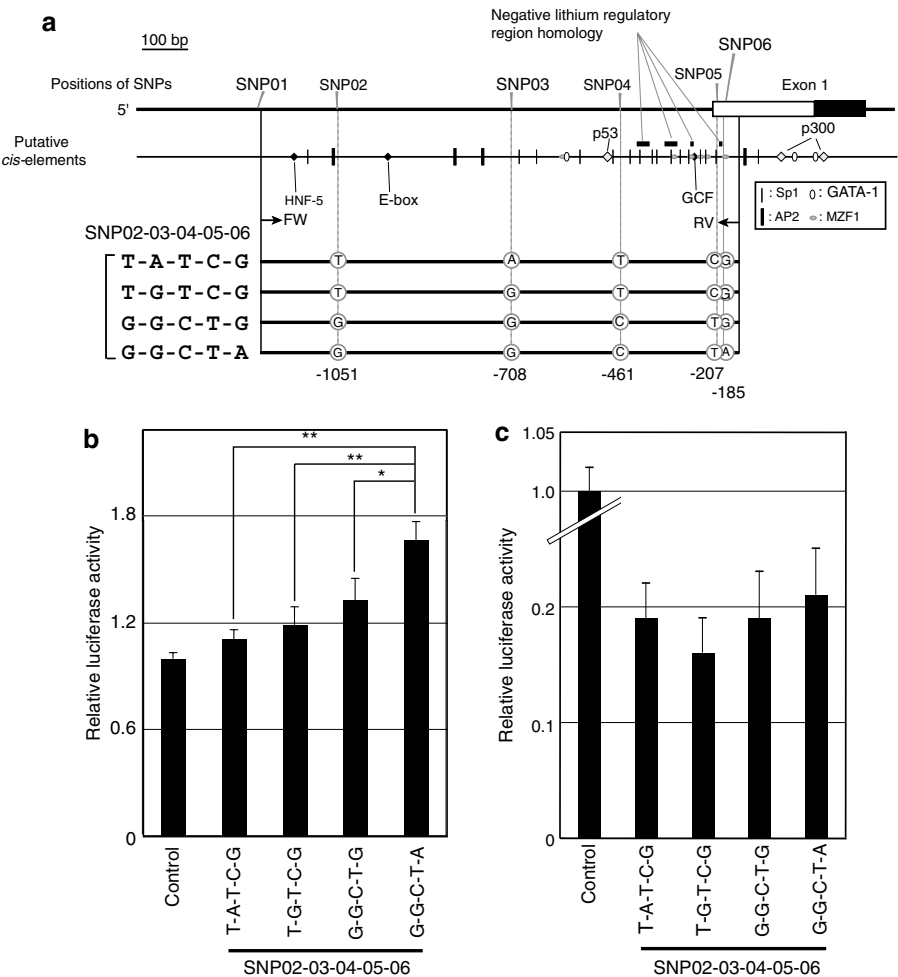 a
Negative lithium regulatory
region homology
100 bp
Positions of SNPs
SNP01
SNP02
SNP03
SNP04
SNP05
SNP06
Exon 1
5'
Putative
cis-elements
p53
p300
HNF-5
E-box
GCF
FW
RV
: Sp1
: GATA-1
: AP2
: MZF1
SNP02-03-04-05-06
T-A-T-C-G
T A T C G
T-G-T-C-G
T G T C G
G-G-C-T-G
G G C T G
G-G-C-T-A
G G C T A
-1051
-708
-461
-207
-185
b
**
**
*
1.8
1.2
0.6
0
Relative luciferase activity
Control
T-A-T-C-G
T-G-T-C-G
G-G-C-T-G
G-G-C-T-A
SNP02-03-04-05-06
c
1.05
1.0
0.2
0.1
0
Relative luciferase activity
Control
T-A-T-C-G
T-G-T-C-G
G-G-C-T-G
G-G-C-T-A
SNP02-03-04-05-06